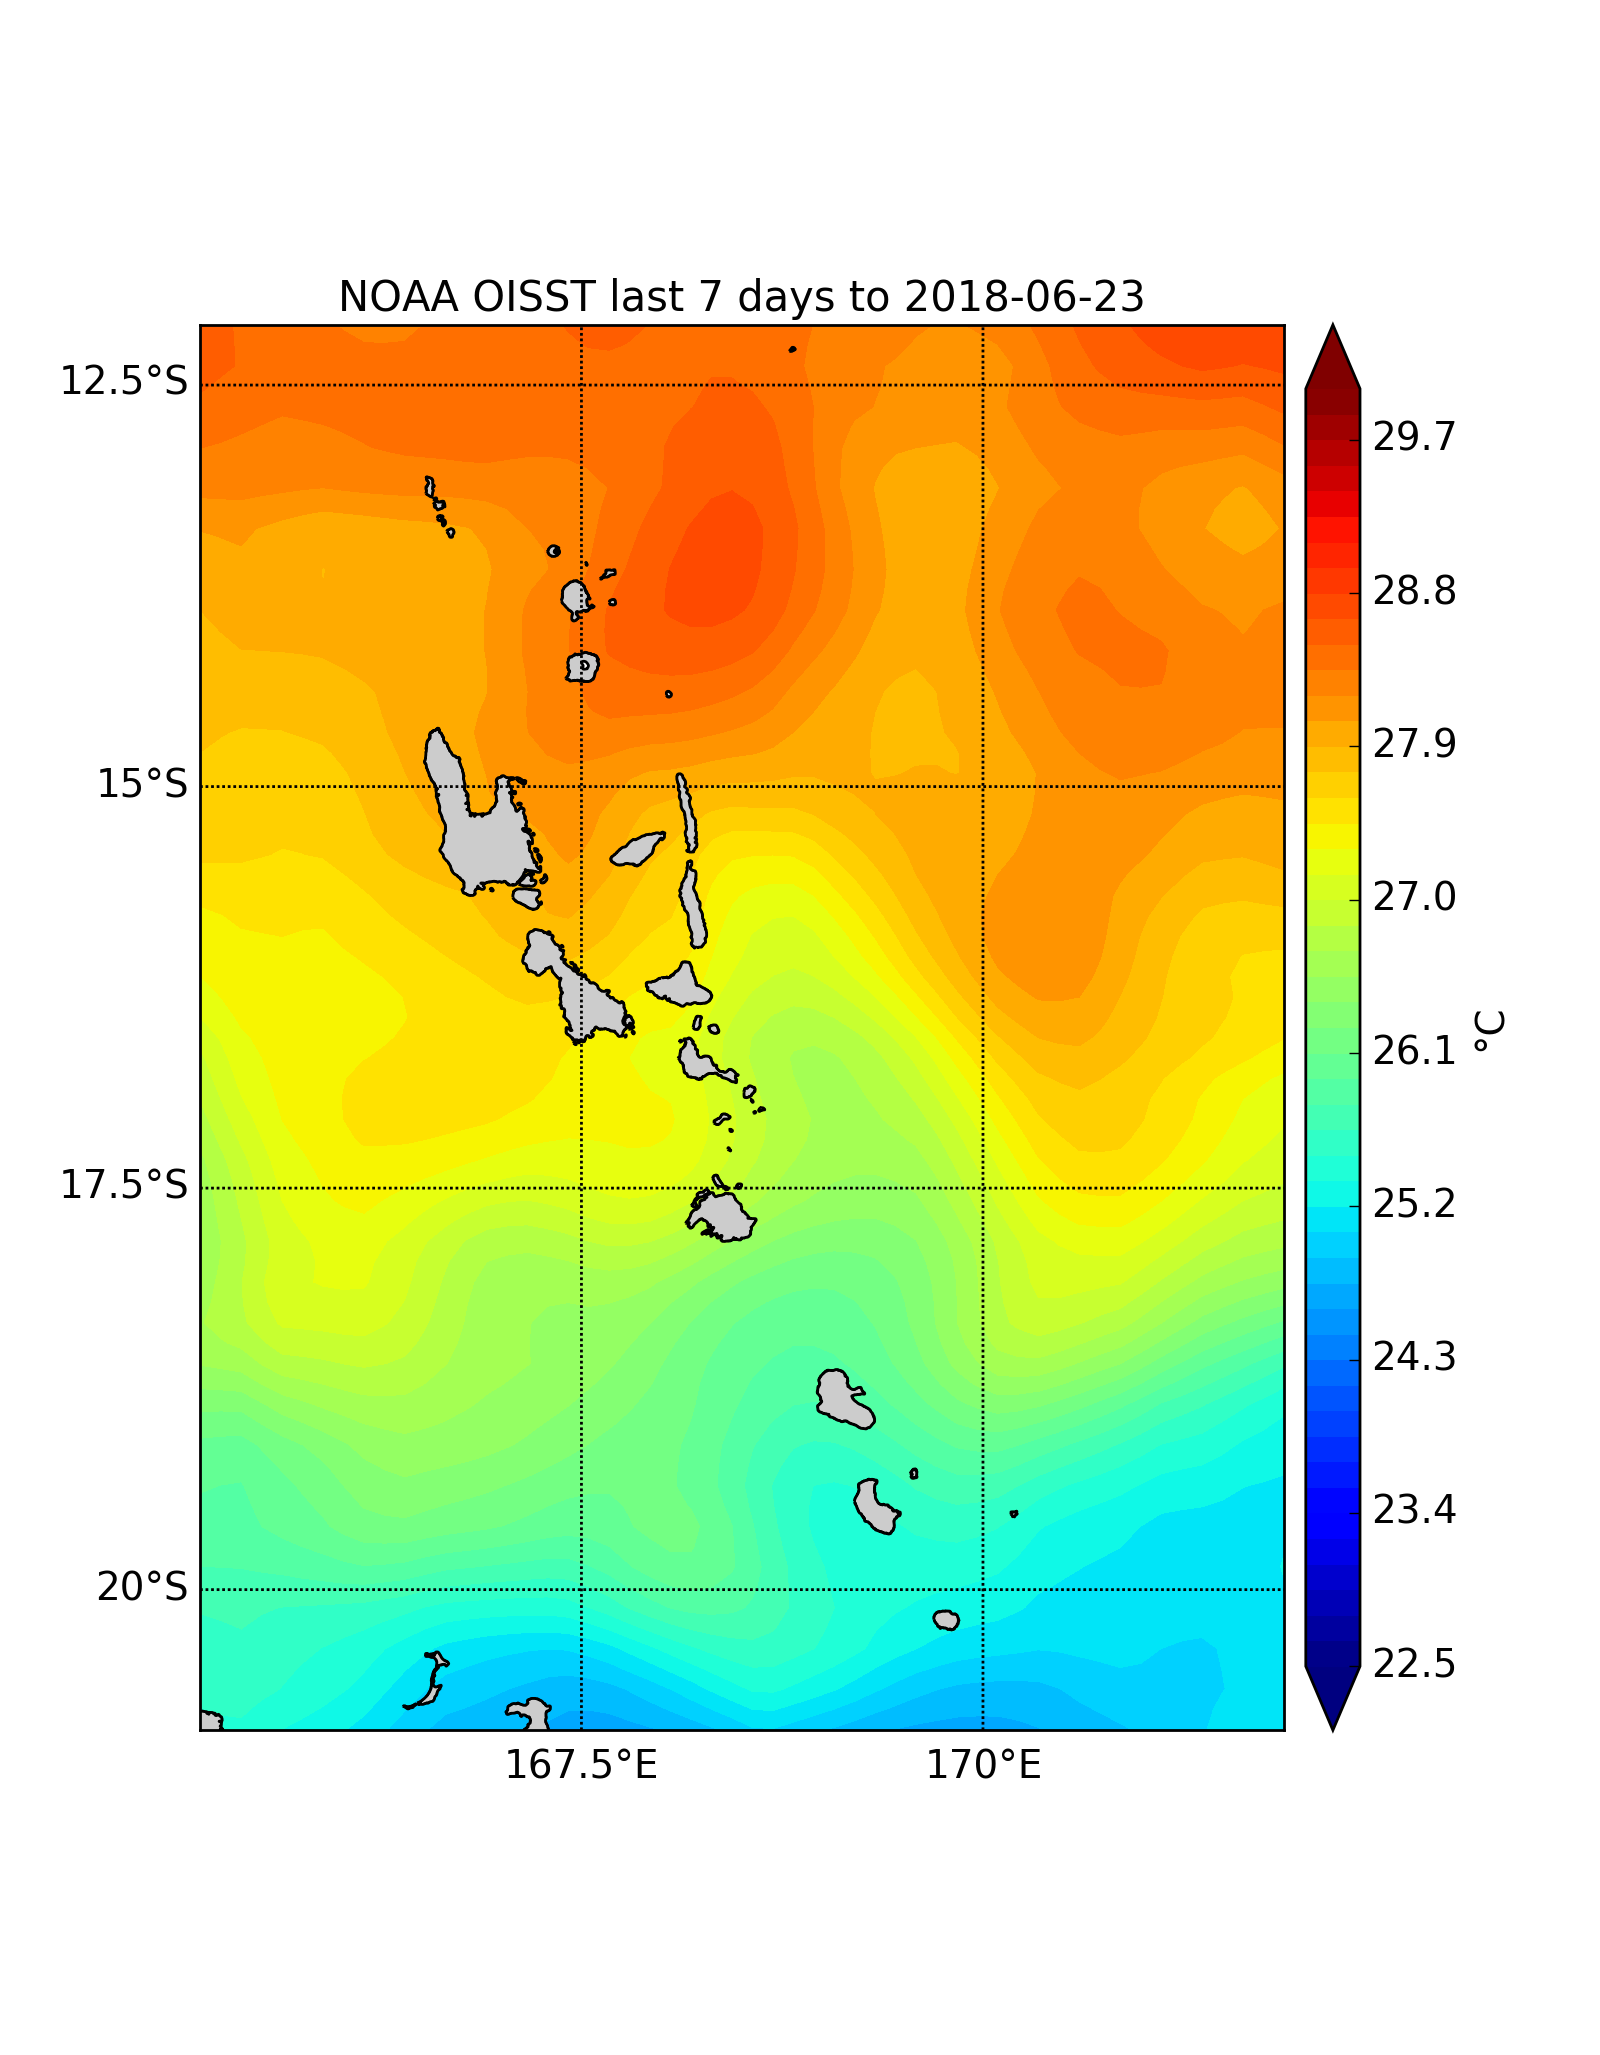 NOAA OISST last 7 days to 2018-06-23
12.5°S
15°S
17.5°S
20°S
167.5°E
170°E
29.7
28.8
27.9
27.0
26.1
25.2
24.3
23.4
22.5
°C